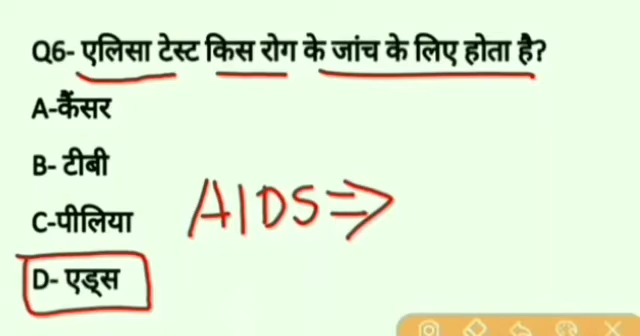 Q6- एलिसा टेस्ट किस रोग के जांच के लिए होता है?
A-कैंसर
B- टीबी
C-पीलिया
AIDS⇒
D- एड्स